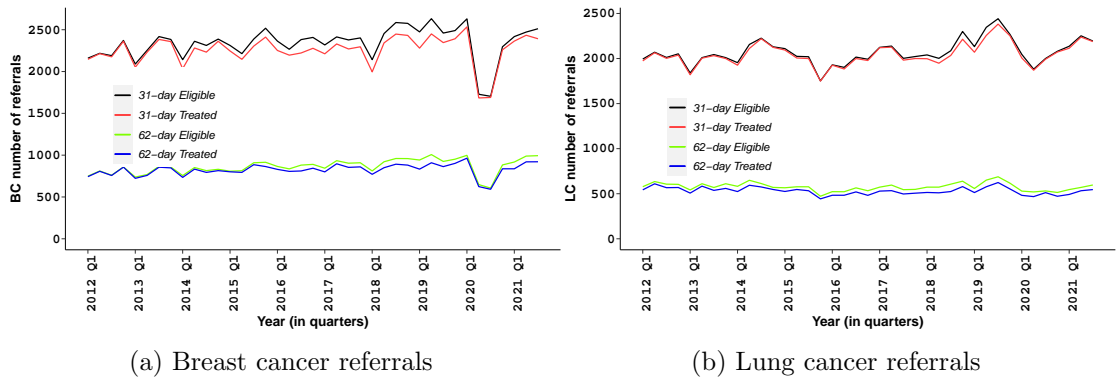 BC number of referrals
2500
2000
1500
1000
500
0
31−day Eligible
31−day Treated
62−day Eligible
62−day Treated
2012 Q1
2013 Q1
2014 Q1
2015 Q1
2016 Q1
2017 Q1
2018 Q1
2019 Q1
2020 Q1
2021 Q1
Year (in quarters)
(a) Breast cancer referrals
LC number of referrals
2500
2000
1500
1000
500
0
31−day Eligible
31−day Treated
62−day Eligible
62−day Treated
2012 Q1
2013 Q1
2014 Q1
2015 Q1
2016 Q1
2017 Q1
2018 Q1
2019 Q1
2020 Q1
2021 Q1
Year (in quarters)
(b) Lung cancer referrals